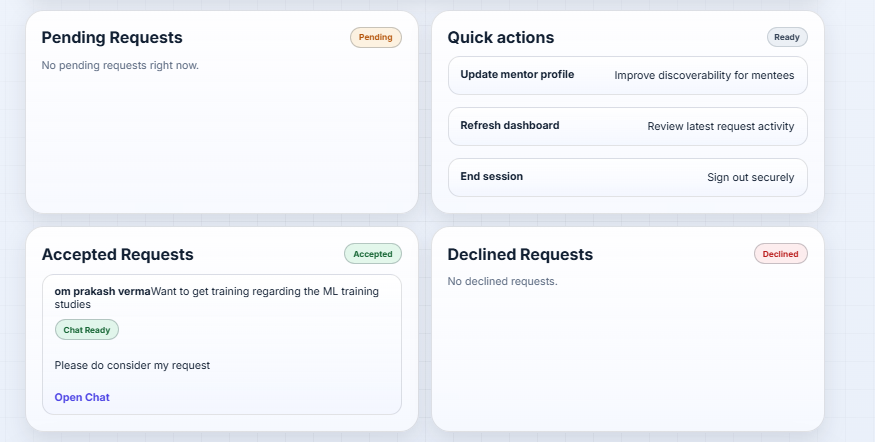 Pending Requests
Pending
No pending requests right now.
Quick actions
Ready
Update mentor profile
Improve discoverability for mentees
Refresh dashboard
Review latest request activity
End session
Sign out securely
Accepted Requests
Accepted
om prakash vermaWant to get training regarding the ML training
studies
Chat Ready
Please do consider my request
Open Chat
Declined Requests
Declined
No declined requests.